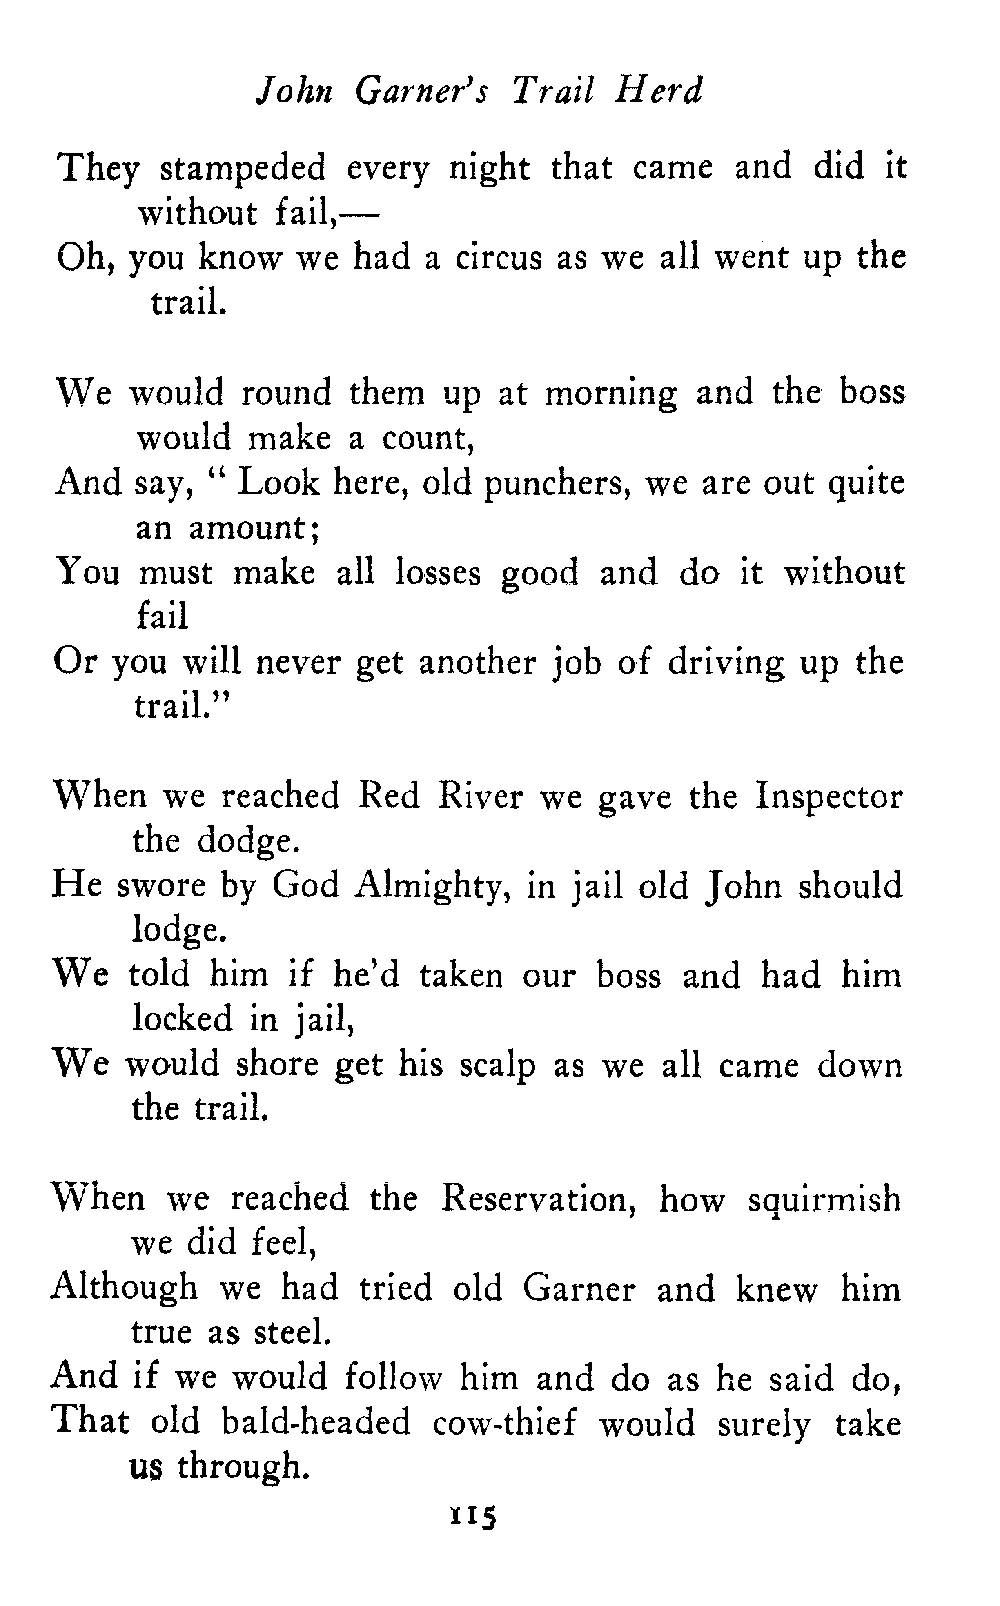 John Garner's Trail Herd
They stampeded every night that came and did it
without fail,—
Oh, you know we had a circus as we all went up the
trail.
We would round them up at morning and the boss
would make a count,
And say, “ Look here, old punchers, we are out quite
an amount;
You must make all losses good and do it without
fail
Or you will never get another job of driving up the
trail.”
When we reached Red River we gave the Inspector
the dodge.
He swore by God Almighty, in jail old John should
lodge.
We told him if he'd taken our boss and had him
locked in jail,
We would shore get his scalp as we all came down
the trail.
When we reached the Reservation, how squirmish
we did feel,
Although we had tried old Garner and knew him
true as steel.
And if we would follow him and do as he said do,
That old bald-headed cow-thief would surely take
us through.
115